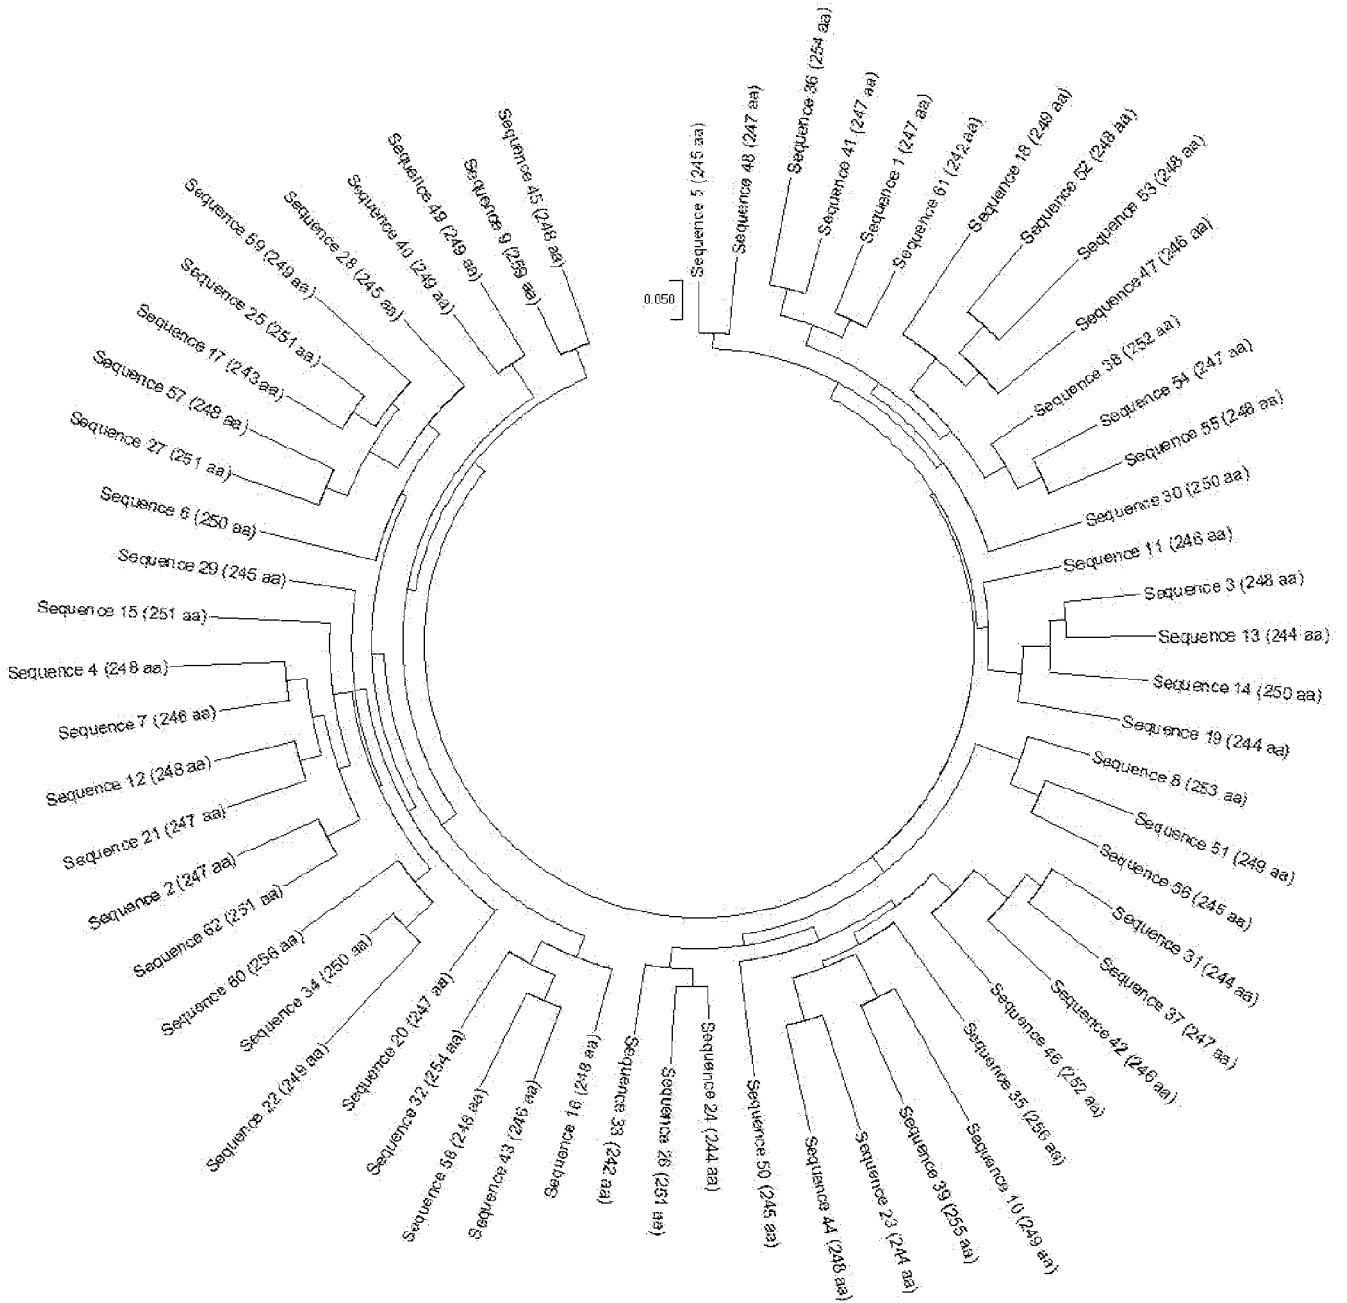 Sequence 5 (245 aa)
Sequence 48 (247 aa)
Sequence 36 (254 aa)
Sequence 41 (247 aa)
Sequence 1 (247 aa)
Sequence 61 (242 aa)
Sequence 18 (249 aa)
Sequence 52 (248 aa)
Sequence 53 (248 aa)
Sequence 47 (246 aa)
Sequence 38 (252 aa)
Sequence 54 (247 aa)
Sequence 55 (248 aa)
Sequence 30 (250 aa)
Sequence 11 (246 aa)
Sequence 3 (248 aa)
Sequence 13 (244 aa)
Sequence 14 (250 aa)
Sequence 19 (244 aa)
Sequence 8 (253 aa)
Sequence 51 (249 aa)
Sequence 56 (245 aa)
Sequence 31 (244 aa)
Sequence 37 (247 aa)
Sequence 42 (246 aa)
Sequence 46 (252 aa)
Sequence 35 (256 aa)
Sequence 10 (249 aa)
Sequence 39 (255 aa)
Sequence 23 (244 aa)
Sequence 44 (248 aa)
Sequence 50 (245 aa)
Sequence 24 (244 aa)
Sequence 26 (251 aa)
Sequence 33 (242 aa)
Sequence 16 (248 aa)
Sequence 43 (246 aa)
Sequence 58 (248 aa)
Sequence 32 (254 aa)
Sequence 20 (247 aa)
Sequence 22 (249 aa)
Sequence 34 (250 aa)
Sequence 60 (256 aa)
Sequence 62 (251 aa)
Sequence 2 (247 aa)
Sequence 21 (247 aa)
Sequence 12 (248 aa)
Sequence 7 (246 aa)
Sequence 4 (248 aa)
Sequence 15 (251 aa)
Sequence 29 (245 aa)
Sequence 6 (250 aa)
Sequence 27 (251 aa)
Sequence 57 (248 aa)
Sequence 17 (243 aa)
Sequence 25 (251 aa)
Sequence 59 (249 aa)
Sequence 28 (245 aa)
Sequence 40 (249 aa)
Sequence 49 (249 aa)
Sequence 9 (259 aa)
Sequence 45 (248 aa)
0.050